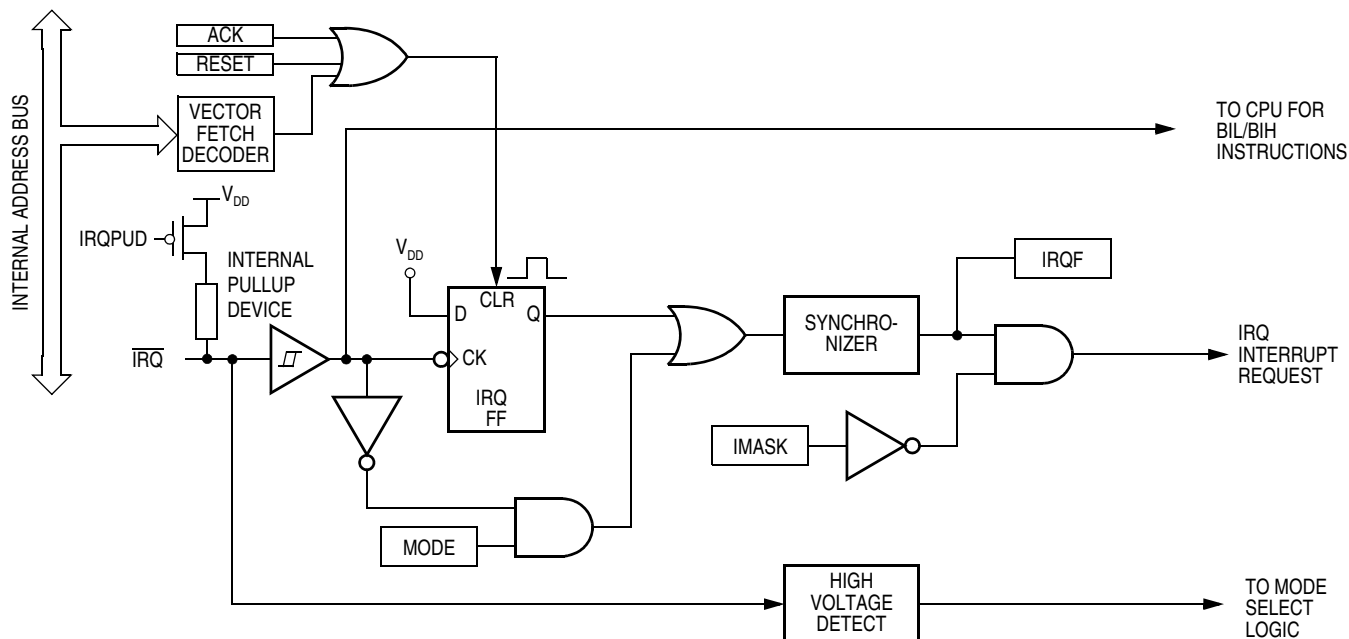 INTERNAL ADDRESS BUS
ACK
RESET
VECTOR
FETCH
DECODER
TO CPU FOR
BIL/BIH
INSTRUCTIONS
VDD
IRQPUD
INTERNAL
PULLUP
DEVICE
VDD
D
CLR
Q
CK
IRQ
FF
IRQ
SYNCHRO-
NIZER
IRQF
IRQ
INTERRUPT
REQUEST
IMASK
MODE
HIGH
VOLTAGE
DETECT
TO MODE
SELECT
LOGIC